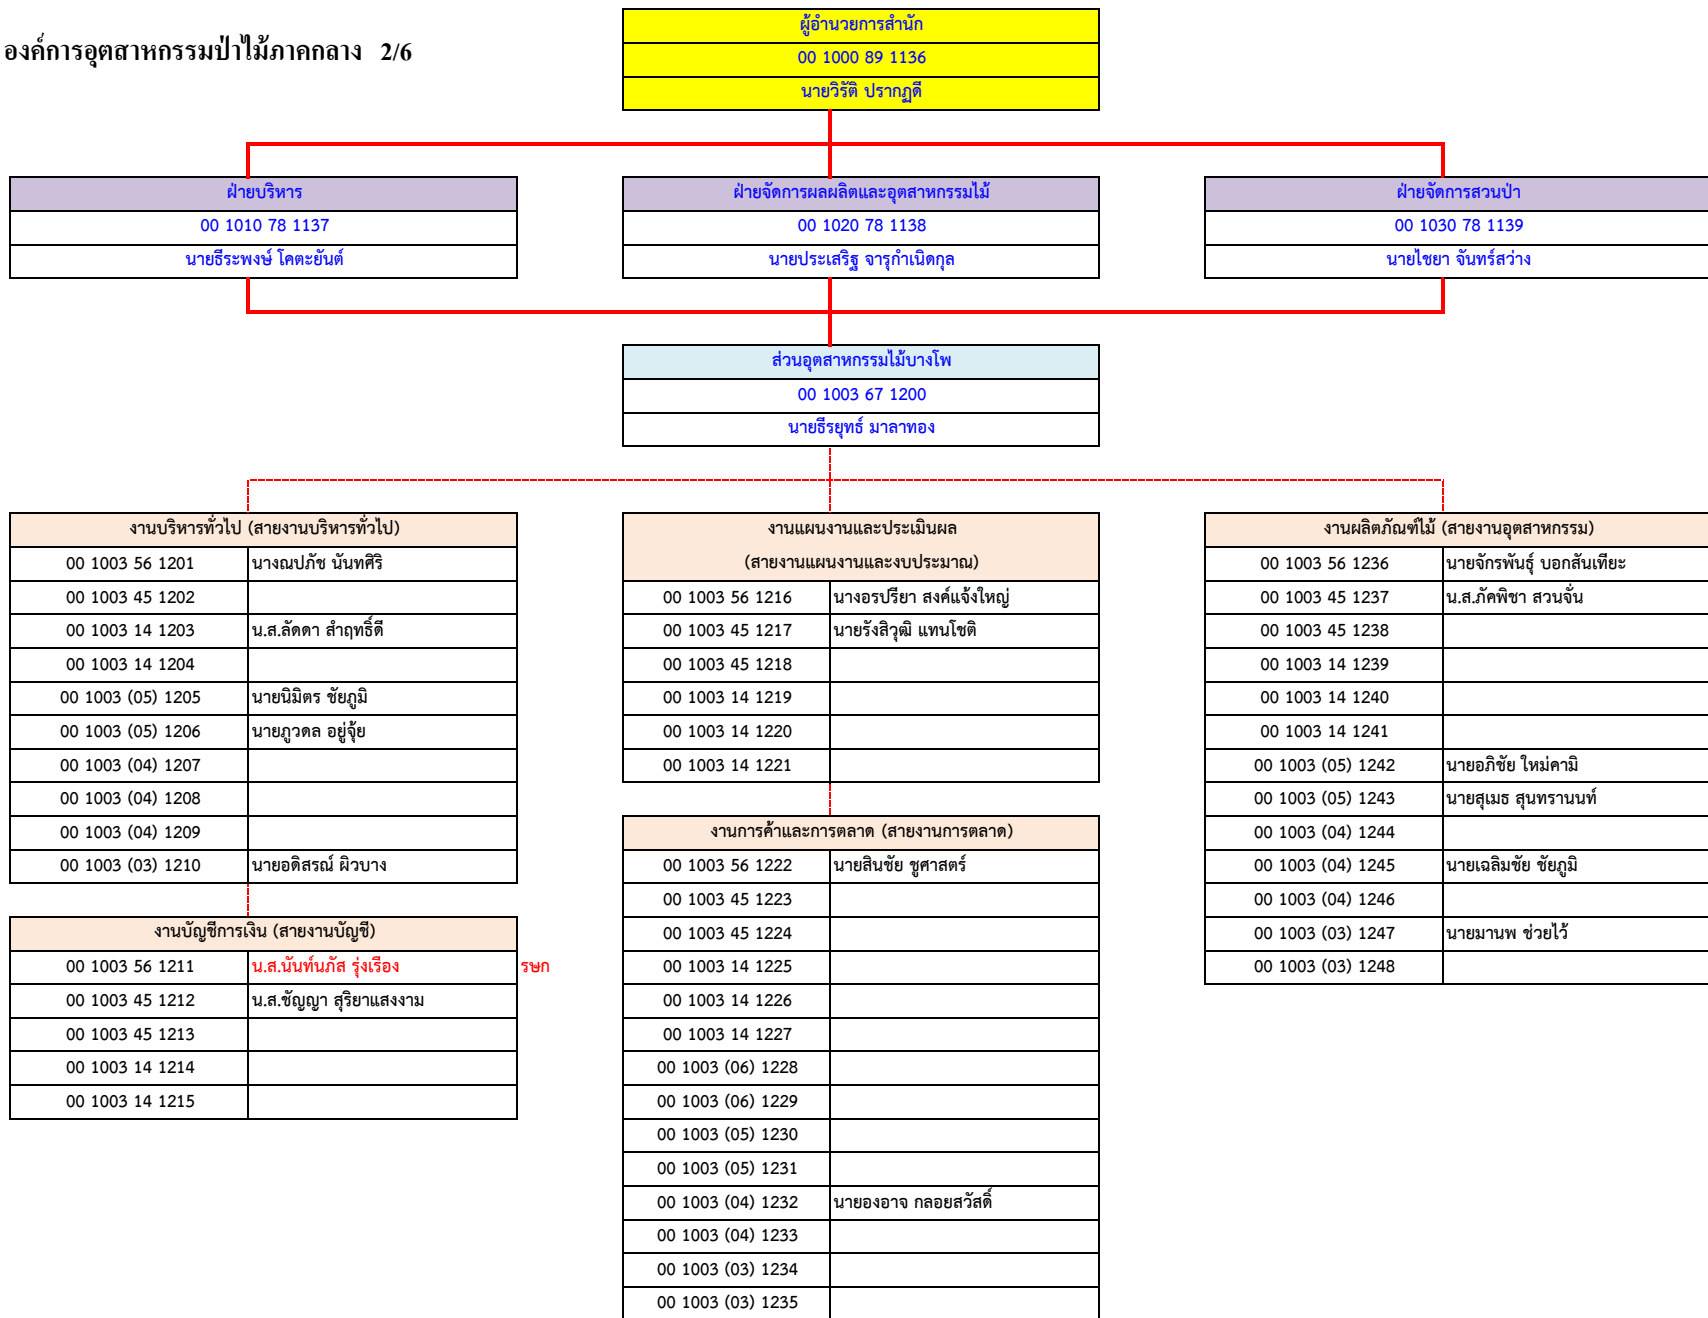 องค์การอุตสาหกรรมป่าไม้ภาคกลาง 2/6
ผู้อำนวยการสำนัก
00 1000 89 1136
นายวิรัติ ปรากฏดี
ฝ่ายบริหาร
00 1010 78 1137
นายธีระพงษ์ โคตะยันต์
ฝ่ายจัดการผลผลิตและอุตสาหกรรมไม้
00 1020 78 1138
นายประเสริฐ จารุกำเนิดกุล
ฝ่ายจัดการสวนป่า
00 1030 78 1139
นายไชยา จันทร์สว่าง
ส่วนอุตสาหกรรมไม้บางโพ
00 1003 67 1200
นายธีรยุทธ์ มาลาทอง
งานบริหารทั่วไป (สายงานบริหารทั่วไป)
00 1003 56 1201 นางณปภัช นันทศิริ
00 1003 45 1202
00 1003 14 1203 น.ส.ลัดดา สำฤทธิ์ดี
00 1003 14 1204
00 1003 (05) 1205 นายนิมิตร ชัยภูมิ
00 1003 (05) 1206 นายภูวดล อยู่จุ้ย
00 1003 (04) 1207
00 1003 (04) 1208
00 1003 (04) 1209
00 1003 (03) 1210 นายอดิสรณ์ ผิวบาง
งานบัญชีการเงิน (สายงานบัญชี)
00 1003 56 1211 น.ส.นันท์นภัส รุ่งเรือง รษก
00 1003 45 1212 น.ส.ชัญญา สุริยาแสงงาม
00 1003 45 1213
00 1003 14 1214
00 1003 14 1215
งานแผนงานและประเมินผล
(สายงานแผนงานและงบประมาณ)
00 1003 56 1216 นางอรปรียา สงค์แจ้งใหญ่
00 1003 45 1217 นายรังสิวุฒิ แทนโชติ
00 1003 45 1218
00 1003 14 1219
00 1003 14 1220
00 1003 14 1221
งานการค้าและการตลาด (สายงานการตลาด)
00 1003 56 1222 นายสินชัย ชูศาสตร์
00 1003 45 1223
00 1003 45 1224
00 1003 14 1225
00 1003 14 1226
00 1003 14 1227
00 1003 (06) 1228
00 1003 (06) 1229
00 1003 (05) 1230
00 1003 (05) 1231
00 1003 (04) 1232 นายองอาจ กลอยสวัสดิ์
00 1003 (04) 1233
00 1003 (03) 1234
00 1003 (03) 1235
งานผลิตภัณฑ์ไม้ (สายงานอุตสาหกรรม)
00 1003 56 1236 นายจักรพันธุ์ บอกสันเทียะ
00 1003 45 1237 น.ส.ภัคพิชา สวนจั่น
00 1003 45 1238
00 1003 14 1239
00 1003 14 1240
00 1003 14 1241
00 1003 (05) 1242 นายอภิชัย ใหม่คามิ
00 1003 (05) 1243 นายสุเมธ สุนทรานนท์
00 1003 (04) 1244
00 1003 (04) 1245 นายเฉลิมชัย ชัยภูมิ
00 1003 (04) 1246
00 1003 (03) 1247 นายมานพ ช่วยไว้
00 1003 (03) 1248